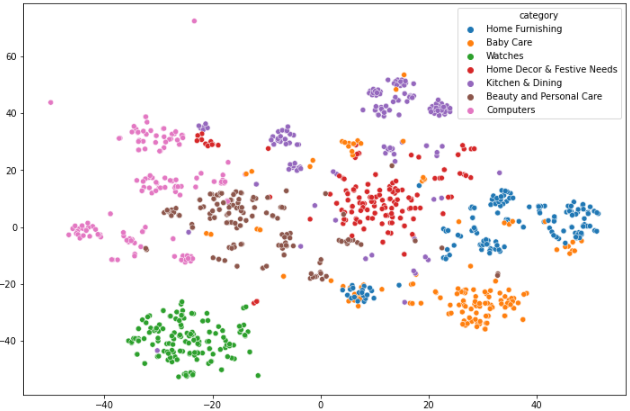 category
Home Furnishing
Baby Care
Watches
Home Decor & Festive Needs
Kitchen & Dining
Beauty and Personal Care
Computers
60
40
20
0
−20
−40
−40
−20
0
20
40